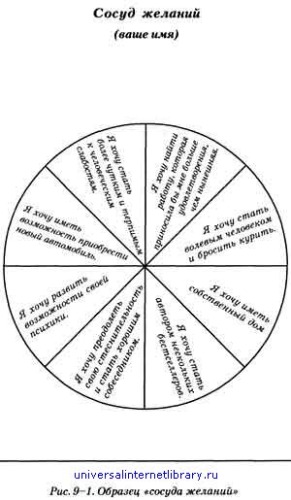 Сосуд желаний
(ваше имя)
Я хочу найти
работу, которая
приносила бы мне больше
удовлетворения,
чем нынешняя.
Я хочу стать
волевым человеком
и бросить курить.
Я хочу иметь
собственный дом
Я хочу стать
автором нескольких
бестселлеров.
Я хочу преодолеть
свою стеснительность
и стать хорошим
собеседником.
Я хочу развить
возможности своей
психики.
Я хочу иметь
возможность приобрести
новый автомобиль.
Я хочу стать
более чутким и терпимым
к человеческим
слабостям.
universalinternetlibrary.ru
Рис. 9–1. Образец «сосуда желаний»